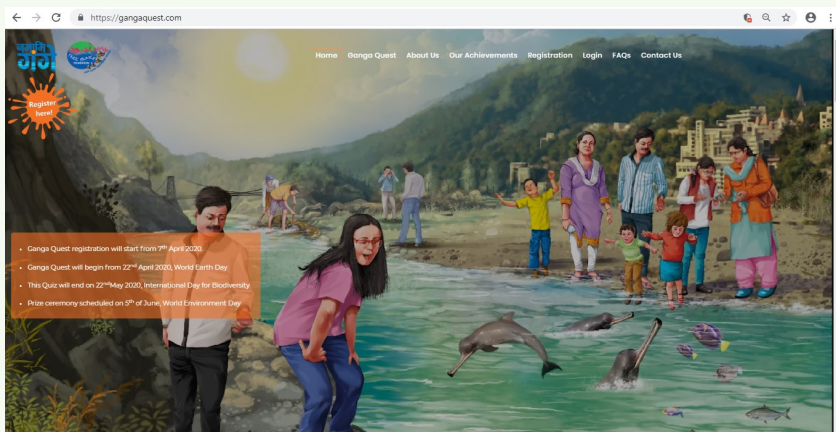 https://gangaquest.com
नमामि
गंगे
Home Ganga Quest About Us Our Achievements Registration Login FAQs Contact Us
Register
here!
• Ganga Quest registration will start from 7th April 2020.
• Ganga Quest will begin from 22nd April 2020, World Earth Day
• This Quiz will end on 22ndMay 2020, International Day for Biodiversity
• Prize ceremony scheduled on 5th of June, World Environment Day